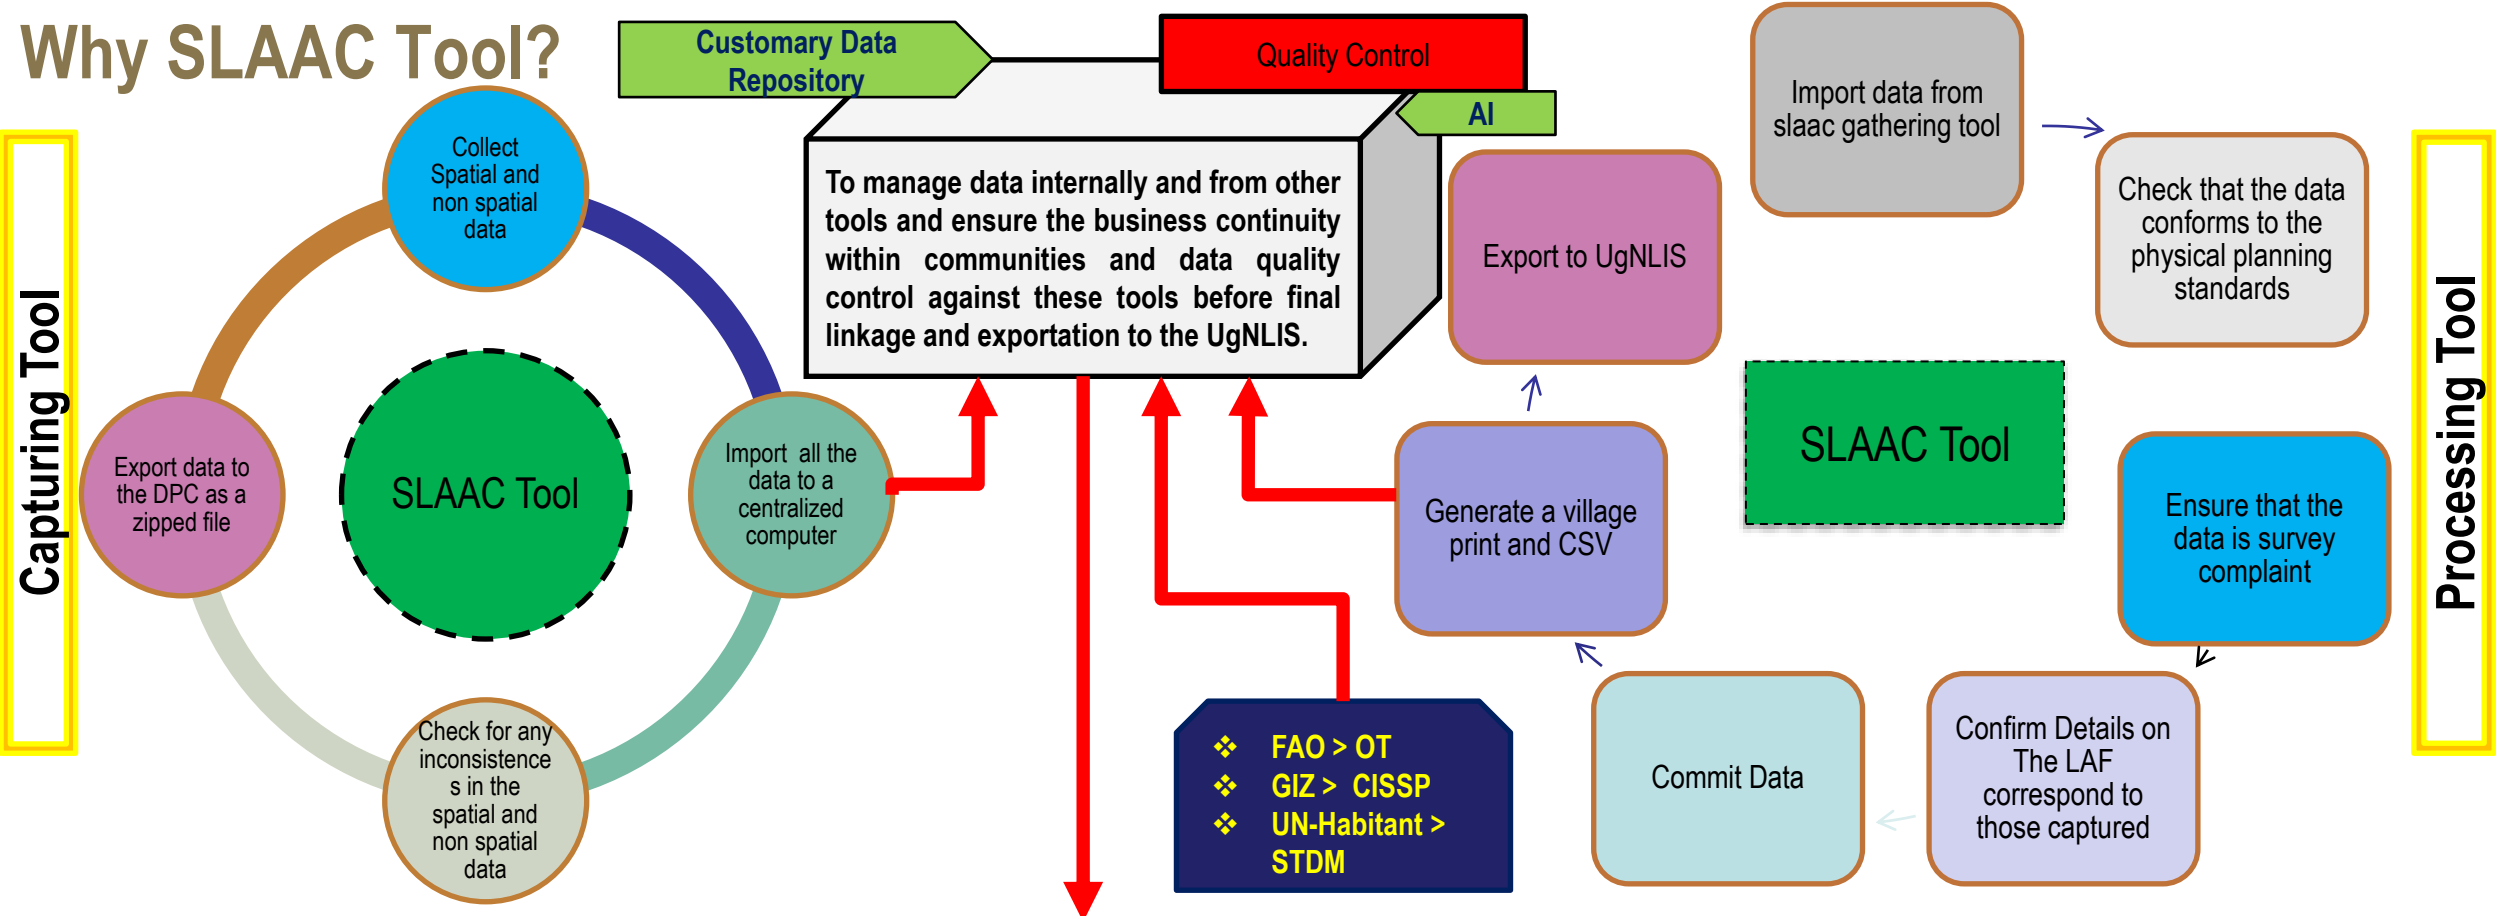 Why SLAAC Tool?
Customary Data
Repository
Quality Control
AI
To manage data internally and from other
tools and ensure the business continuity
within communities and data quality
control against these tools before final
linkage and exportation to the UgNLIS.
Capturing Tool
Collect
Spatial and
non spatial
data
Import all the
data to a
centralized
computer
Check for any
inconsistence
s in the
spatial and
non spatial
data
Export data to
the DPC as a
zipped file
SLAAC Tool
❖ FAO > OT
❖ GIZ > CISSP
❖ UN-Habitant >
STDM
Import data from
slaac gathering tool
Check that the data
conforms to the
physical planning
standards
Ensure that the
data is survey
complaint
Confirm Details on
The LAF
correspond to
those captured
Commit Data
Generate a village
print and CSV
Export to UgNLIS
SLAAC Tool
Processing Tool